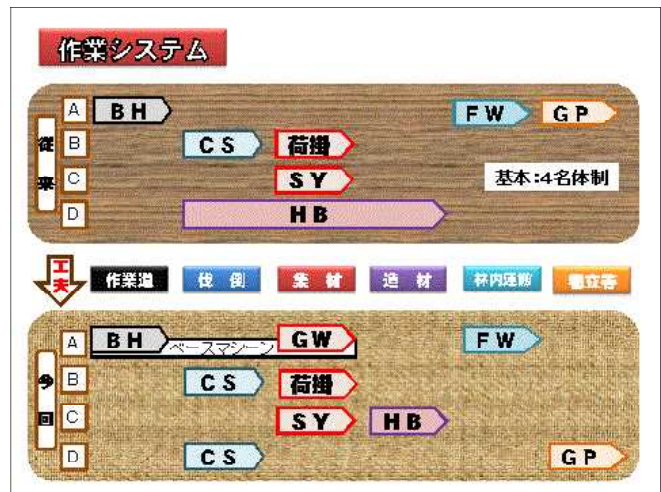 作業システム
従来
A BH FW GP
B CS 荷掛
C SY 基本:4名体制
D HB
工夫
作業道 伐倒 集材 造材 林内運搬 椪立等
今回
A BH ベースマシーン GW FW
B CS 荷掛
C SY HB
D CS GP